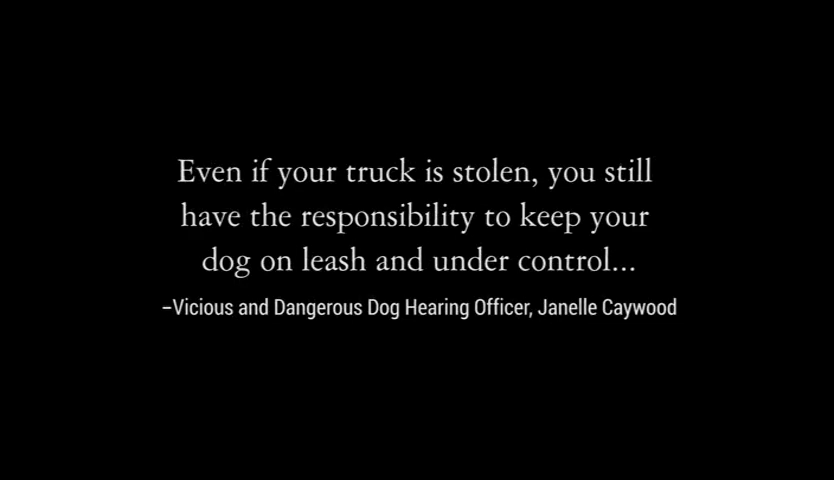 Even if your truck is stolen, you still
have the responsibility to keep your
dog on leash and under control...
–Vicious and Dangerous Dog Hearing Officer, Janelle Caywood